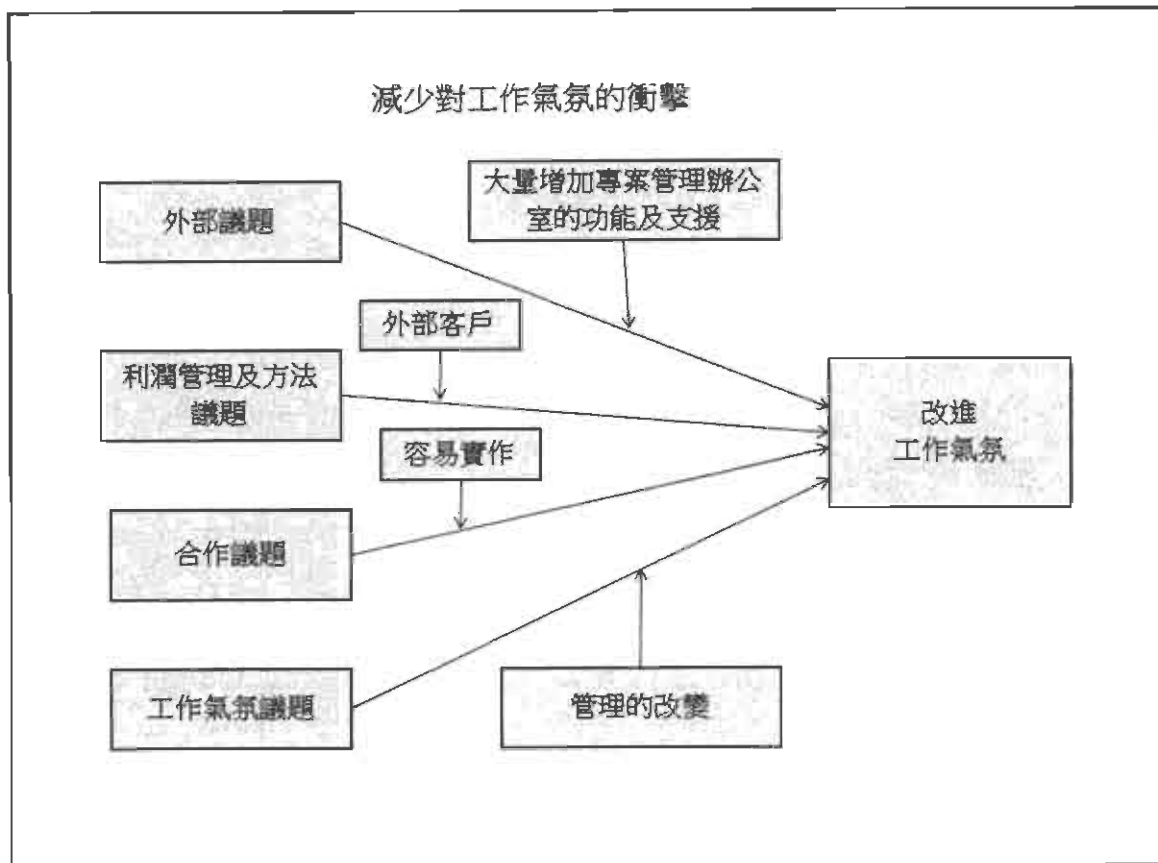 減少對工作氣氛的衝擊
大量增加專案管理辦公
室的功能及支援
外部議題
外部客戶
利潤管理及方法
議題
改進
工作氣氛
容易實作
合作議題
工作氣氛議題
管理的改變